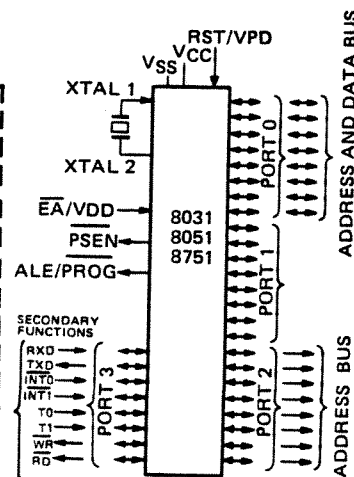 RST/VPD
VCC
VSS
XTAL 1
XTAL 2
EA/VDD
PSEN
ALE/PROG
8031
8051
8751
PORT 0
ADDRESS AND DATA BUS
PORT 1
PORT 2
ADDRESS BUS
SECONDARY
FUNCTIONS
RXD
TXD
INT0
INT1
T0
T1
WR
RD
PORT 3